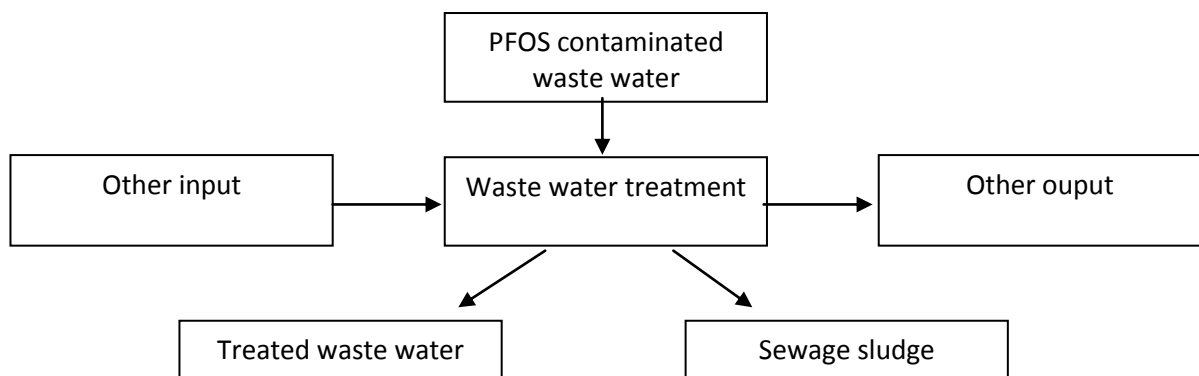 PFOS contaminated
waste water
Other input
Waste water treatment
Other ouput
Treated waste water
Sewage sludge